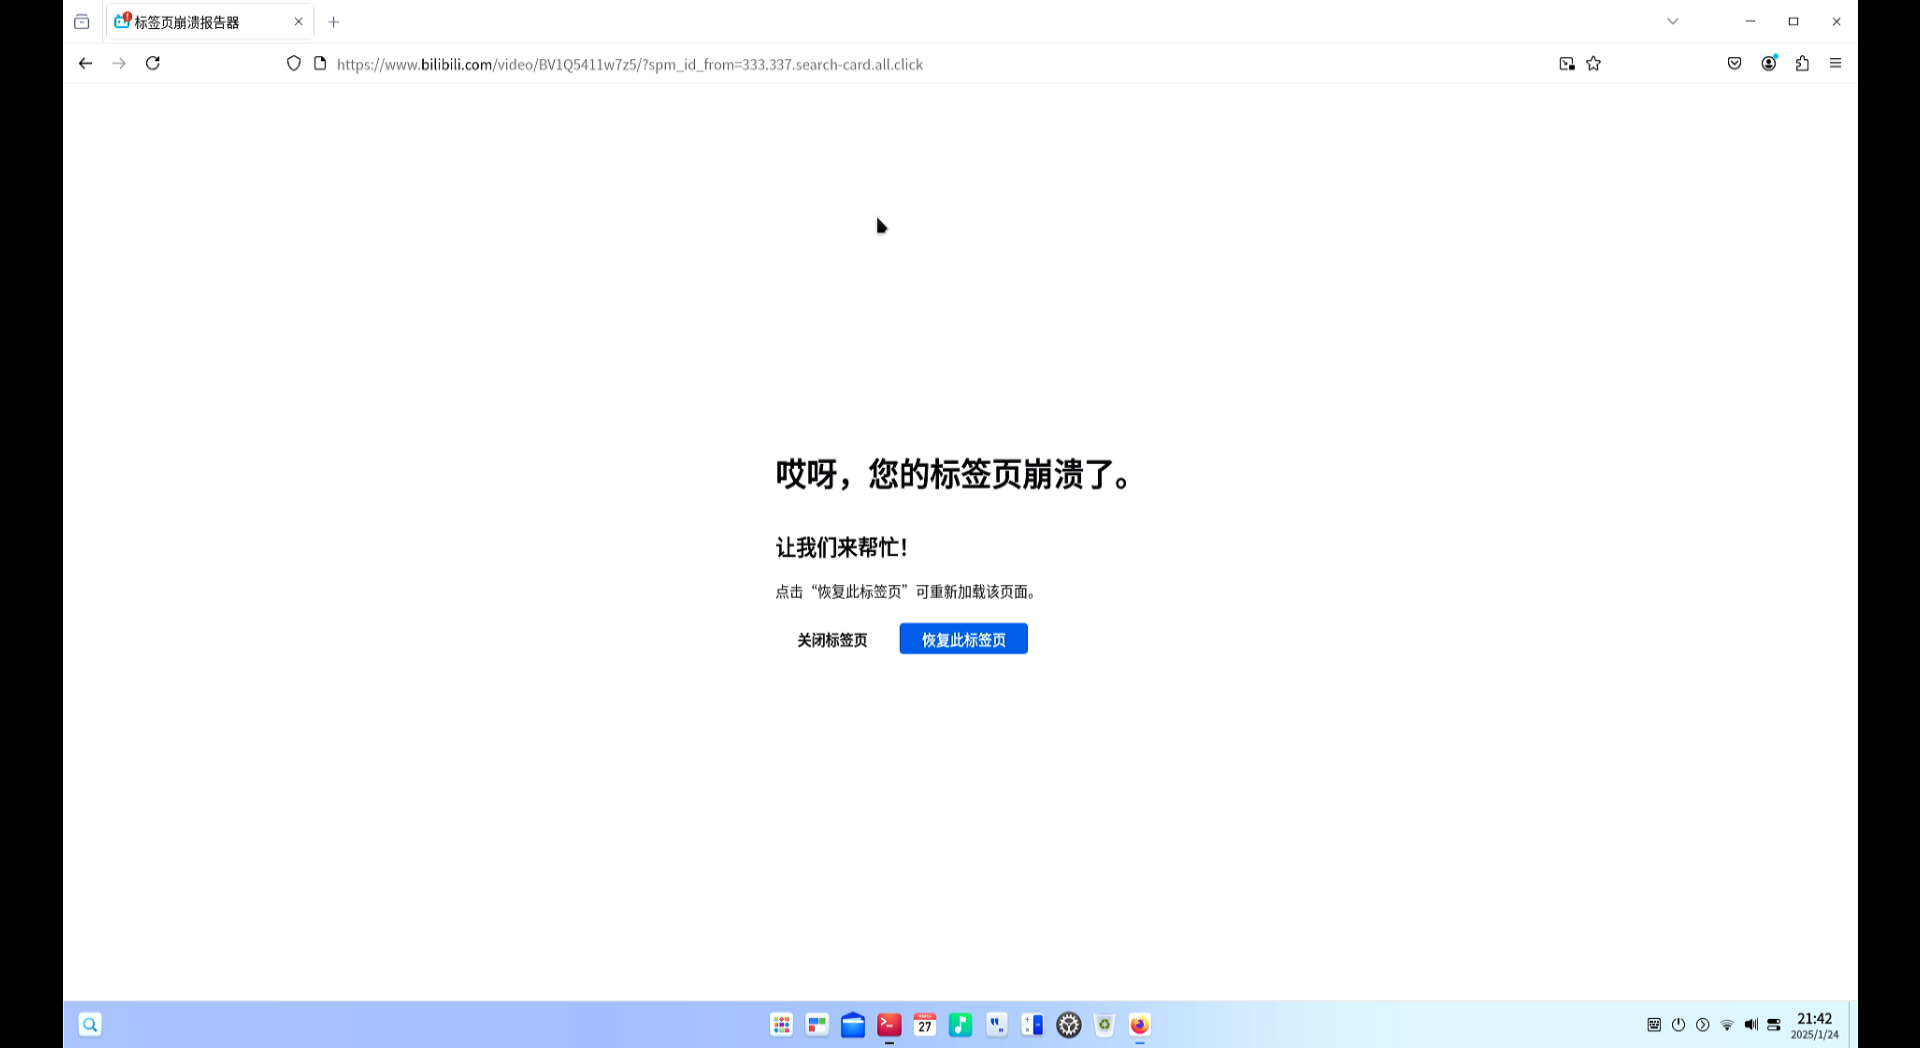 标签页崩溃报告器
https://www.bilibili.com/video/BV1Q5411w7z5/?spm_id_from=333.337.search-card.all.click
哎呀，您的标签页崩溃了。
让我们来帮忙！
点击“恢复此标签页”可重新加载该页面。
关闭标签页
恢复此标签页
27
21:42
2025/1/24